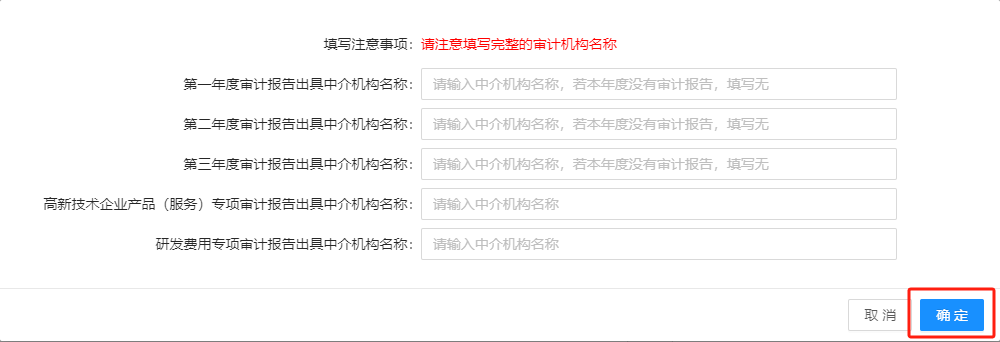 填写注意事项：请注意填写完整的审计机构名称
第一年度审计报告出具中介机构名称： 请输入中介机构名称，若本年度没有审计报告，填写无
第二年度审计报告出具中介机构名称： 请输入中介机构名称，若本年度没有审计报告，填写无
第三年度审计报告出具中介机构名称： 请输入中介机构名称，若本年度没有审计报告，填写无
高新技术企业产品（服务）专项审计报告出具中介机构名称： 请输入中介机构名称
研发费用专项审计报告出具中介机构名称： 请输入中介机构名称
取 消 确 定